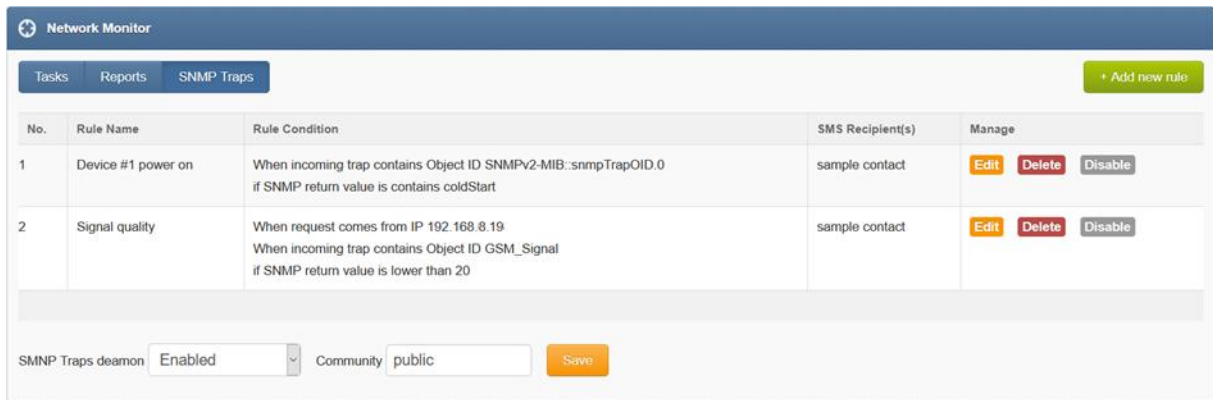 Network Monitor
Tasks Reports SNMP Traps + Add new rule
No. Rule Name Rule Condition SMS Recipient(s) Manage
1 Device #1 power on When incoming trap contains Object ID SNMPv2-MIB::snmpTrapOID.0 sample contact Edit Delete Disable
if SNMP return value is contains coldStart
2 Signal quality When request comes from IP 192.168.8.19 sample contact Edit Delete Disable
When incoming trap contains Object ID GSM_Signal
if SNMP return value is lower than 20
SMNP Traps deamon Enabled Community public Save